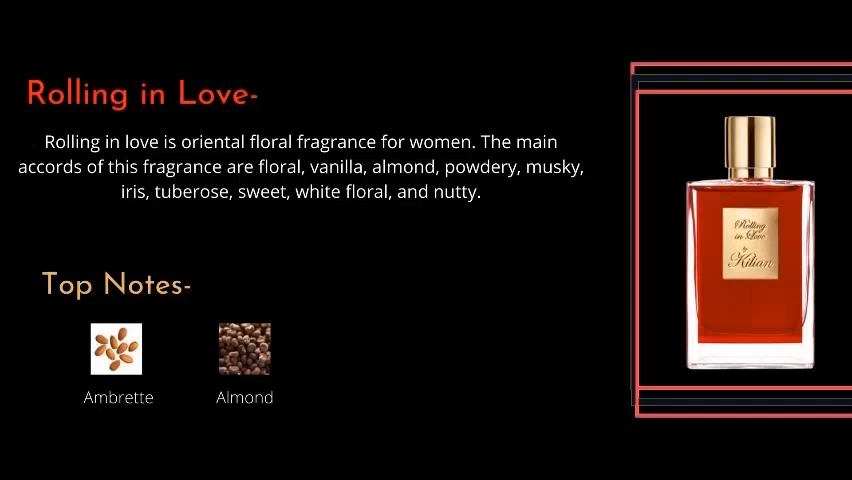 Rolling in Love-
Rolling in love is oriental floral fragrance for women. The main
accords of this fragrance are floral, vanilla, almond, powdery, musky,
iris, tuberose, sweet, white floral, and nutty.
Rolling
in Love
by
Kilian
Top Notes-
Ambrette
Almond